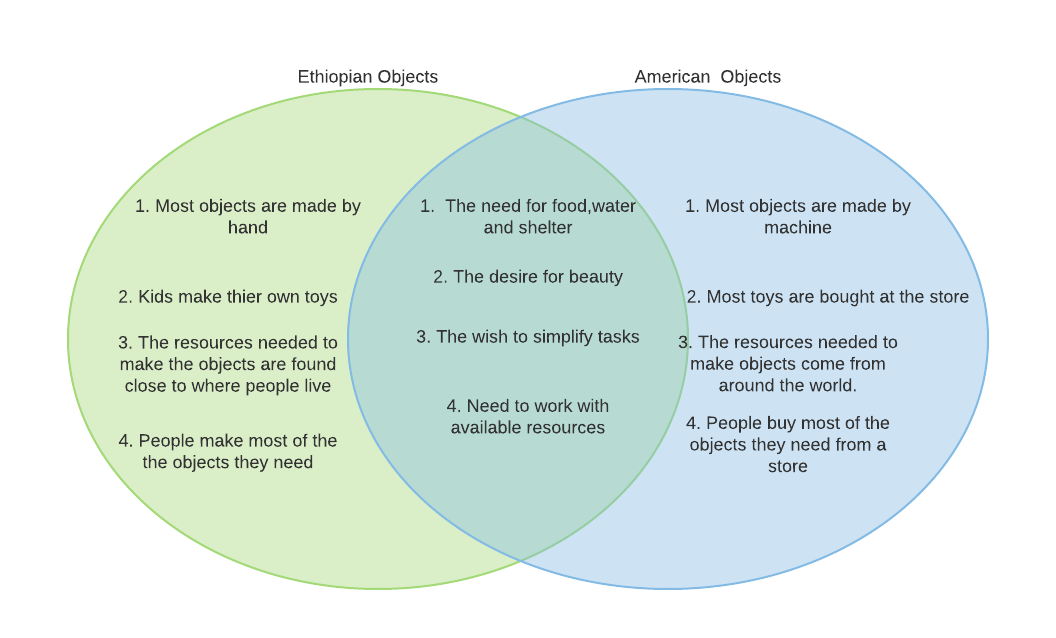 Ethiopian Objects
American  Objects
1. Most objects are made by
hand
2. Kids make thier own toys
3. The resources needed to
make the objects are found
close to where people live
4. People make most of the
the objects they need
1.  The need for food,water
and shelter
2. The desire for beauty
3. The wish to simplify tasks
4. Need to work with
available resources
1. Most objects are made by
machine
2. Most toys are bought at the store
3. The resources needed to
make objects come from
around the world.
4. People buy most of the
objects they need from a
store